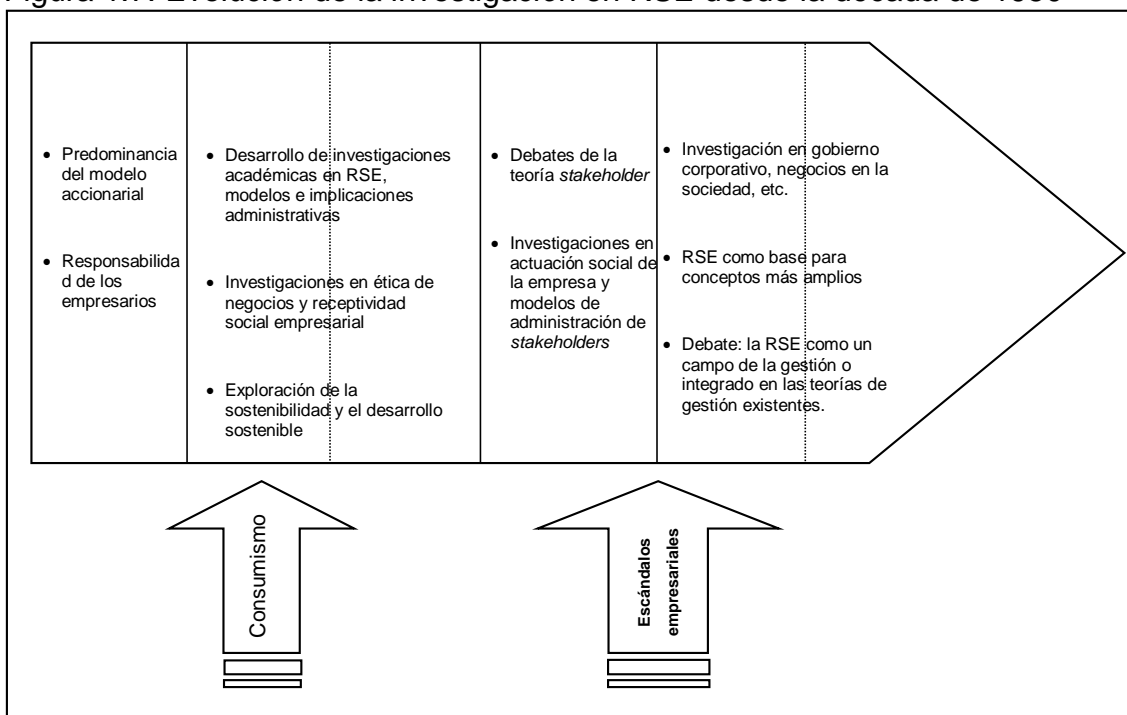 Figura Evolución de la investigación en RSE desde la década de
• Predominancia
del modelo
accionarial
• Responsabilida
d de los
empresarios
• Desarrollo de investigaciones
académicas en RSE,
modelos e implicaciones
administrativas
• Investigaciones en ética de
negocios y receptividad
social empresarial
• Exploración de la
sostenibilidad y el desarrollo
sostenible
• Debates de la
teoría stakeholder
• Investigaciones en
actuación social de
la empresa y
modelos de
administración de
stakeholders
• Investigación en gobierno
corporativo, negocios en la
sociedad, etc.
• RSE como base para
conceptos más amplios
• Debate: la RSE como un
campo de la gestión o
integrado en las teorías de
gestión existentes.
Consumismo
Escándalos
empresariales